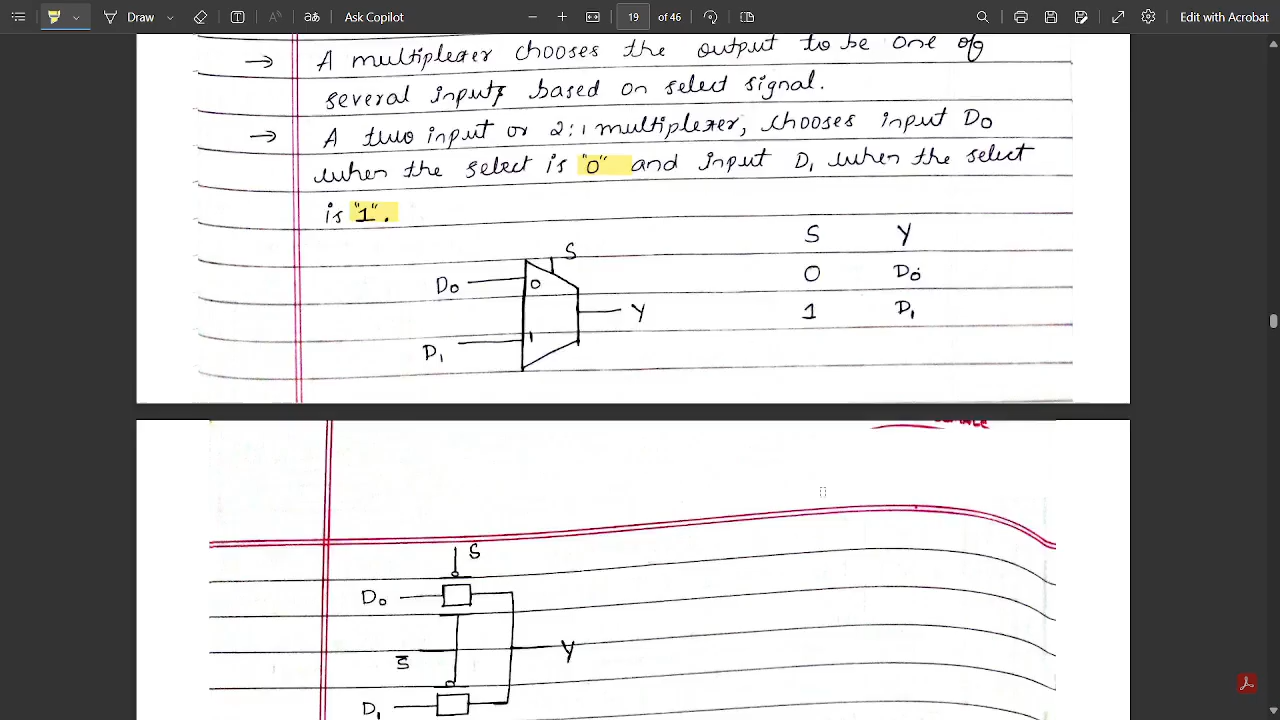 Draw
Ask Copilot
19 of 46
Edit with Acrobat
→ A multiplexer chooses the output to be one of
several inputs based on select signal.
→ A two input or 2:1 multiplexer, chooses input D₀
when the select is "0" and input D₁ when the select
is "1".
S
D₀
0
Y
1
D₁
S Y
0 D₀
1 D₁
S
D₀
S̅
Y
D₁